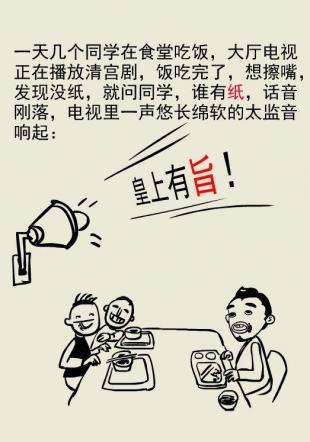 一天几个同学在食堂吃饭，大厅电视
正在播放清宫剧，饭吃完了，想擦嘴，
发现没纸，就问同学，谁有纸，话音
刚落，电视里一声悠长绵软的太监音
响起：
皇上有旨！